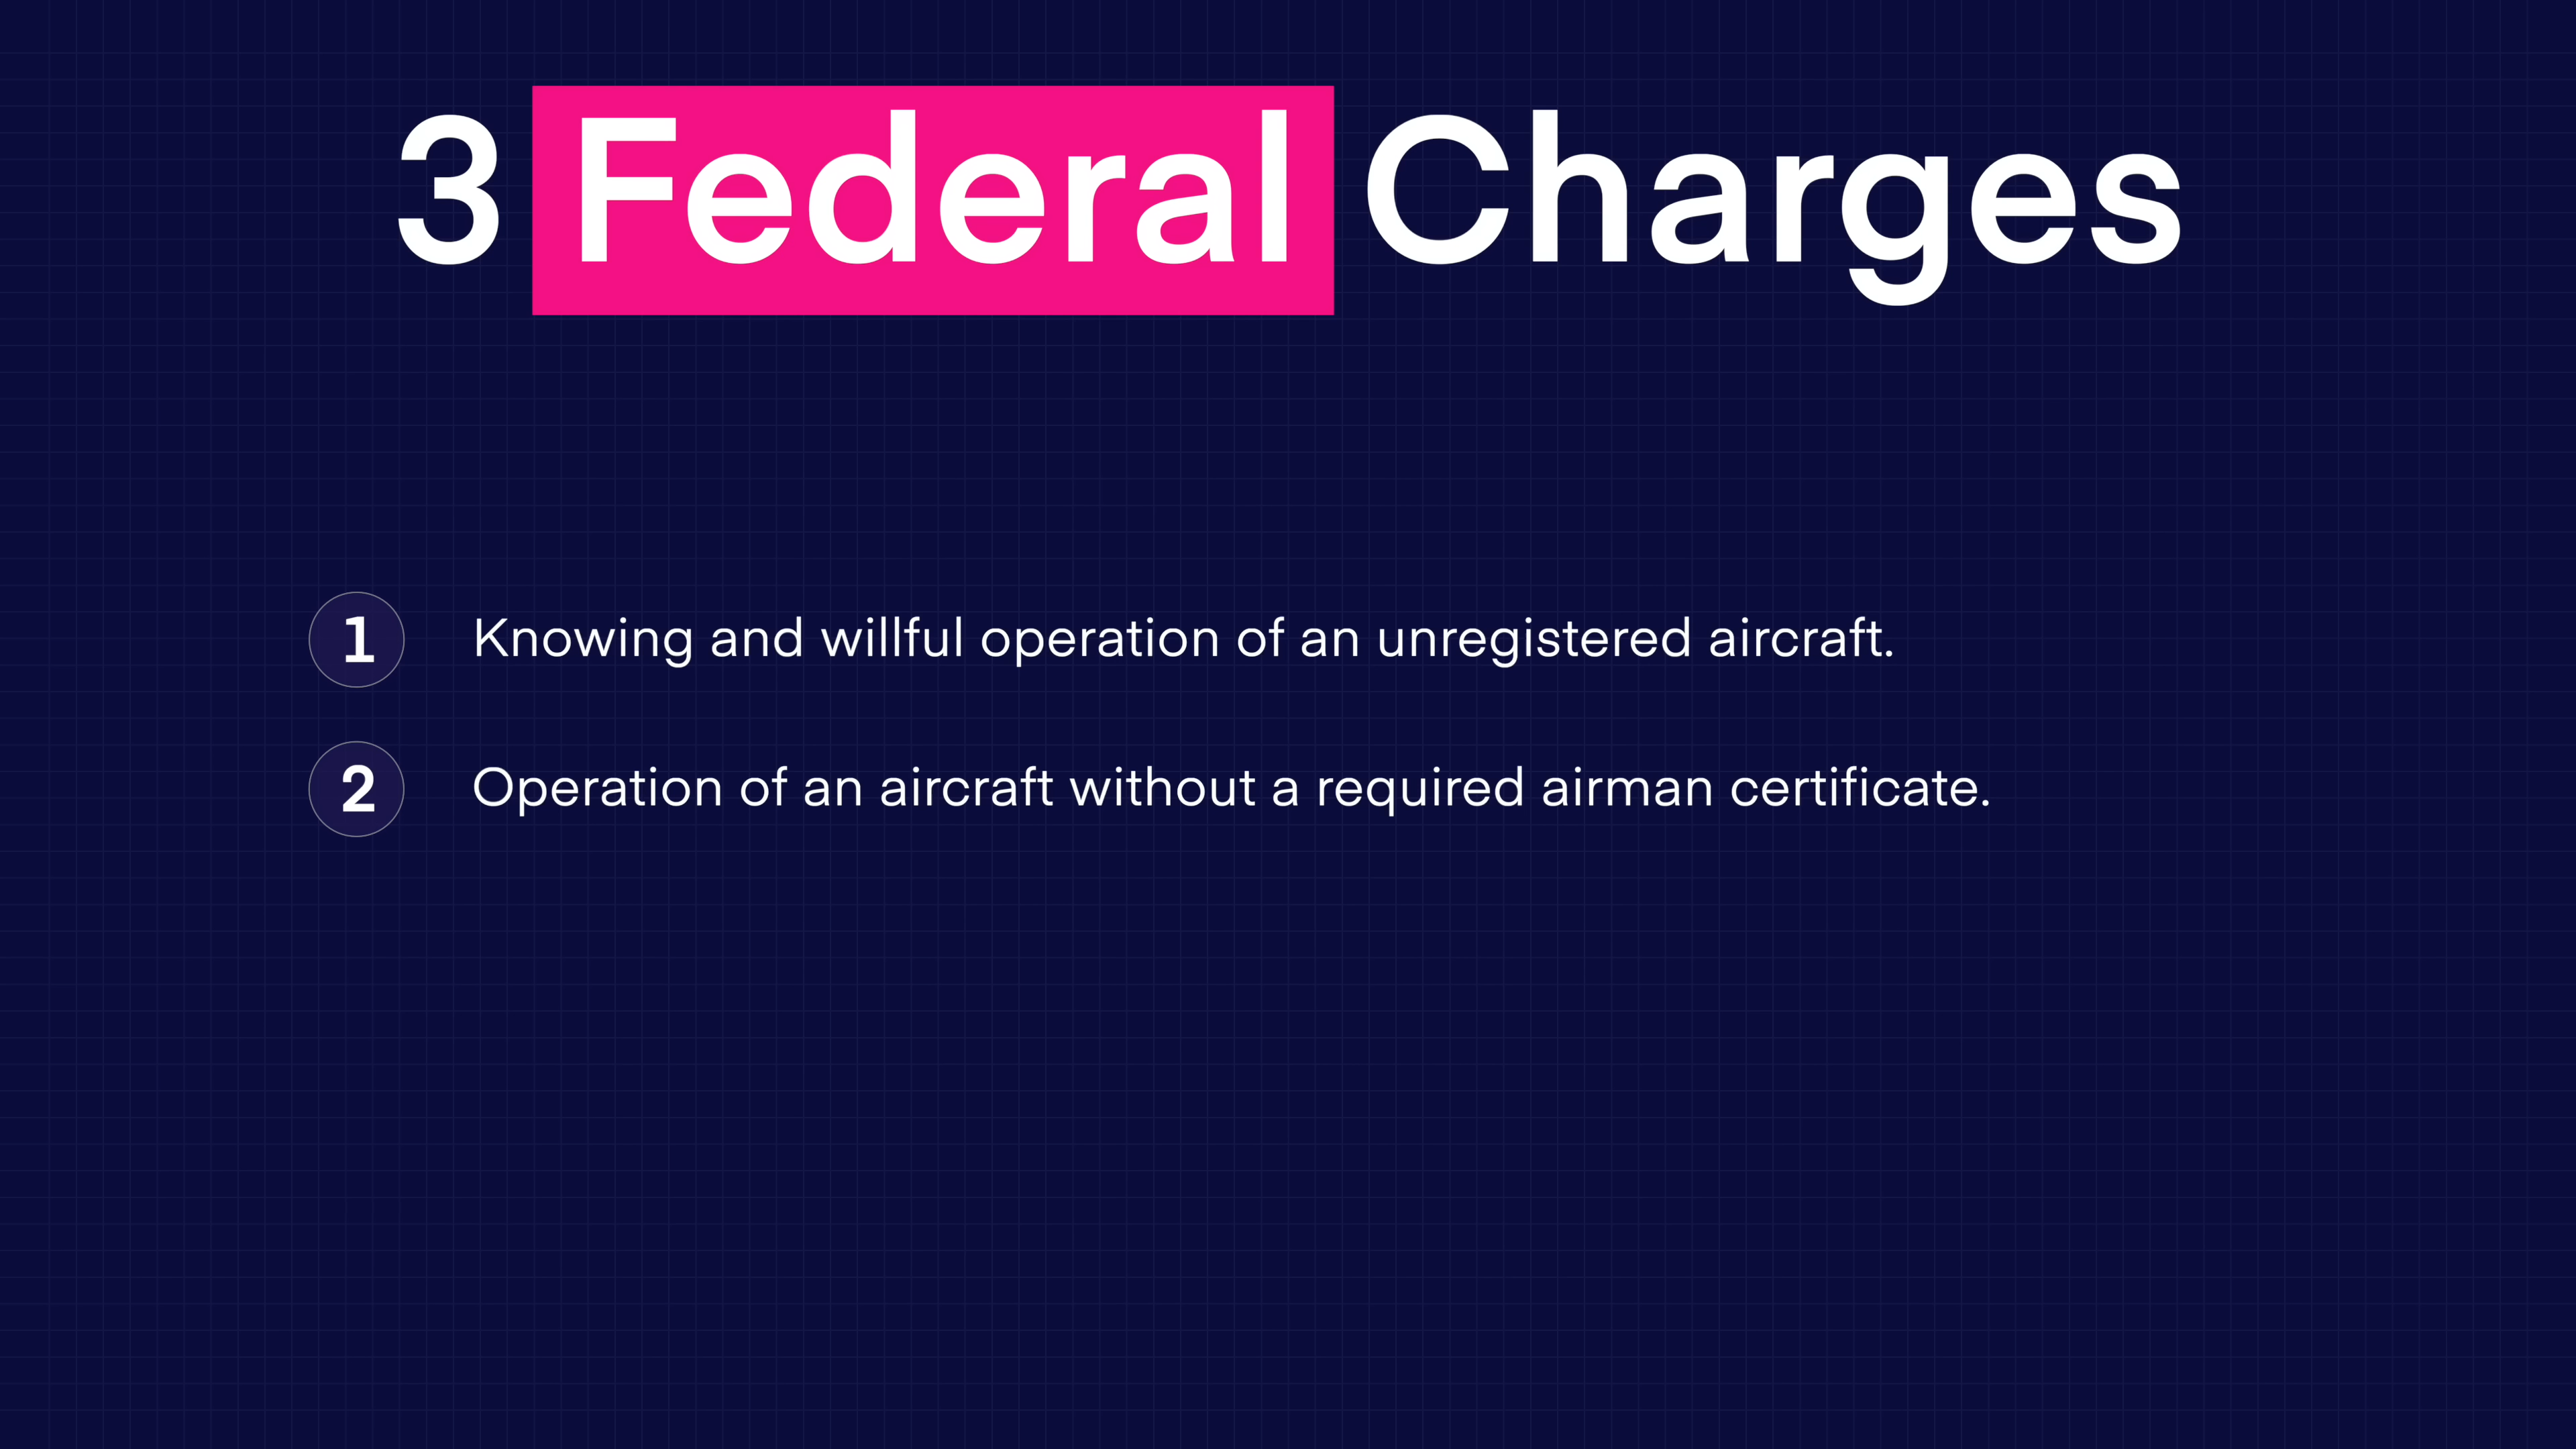 3 Federal Charges
1 Knowing and willful operation of an unregistered aircraft.
2 Operation of an aircraft without a required airman certificate.